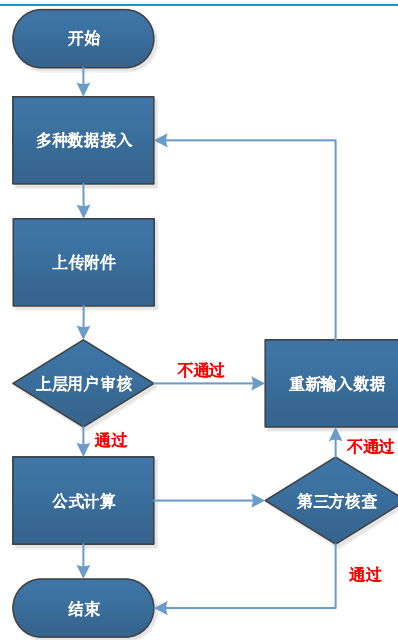 开始
多种数据接入
上传附件
上层用户审核
不通过
重新输入数据
通过
不通过
公式计算
第三方核查
通过
结束